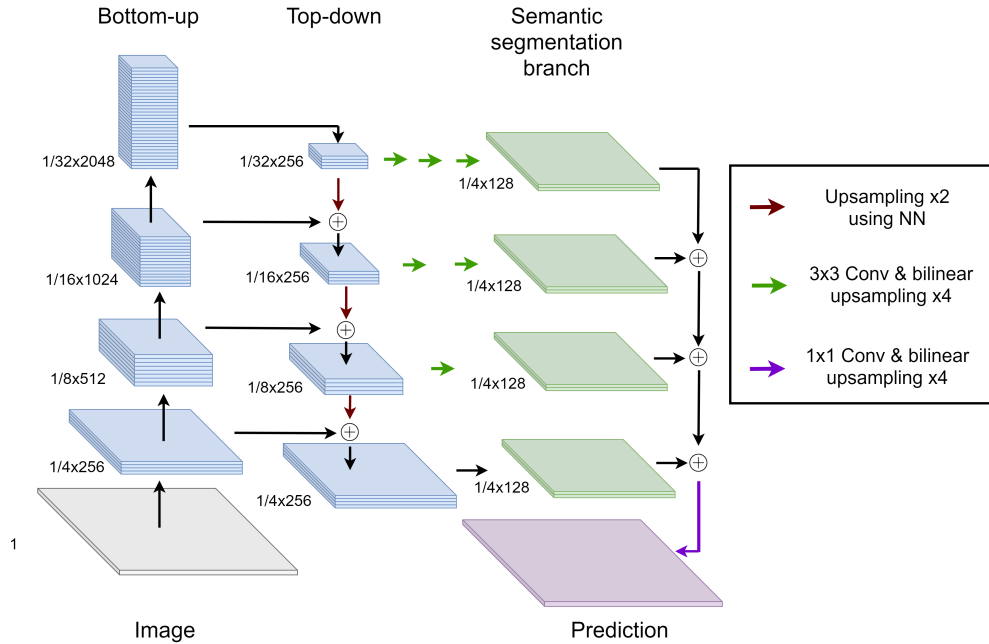 Bottom-up
Top-down
Semantic
segmentation
branch
1/32x2048
1/32x256
1/4x128
1/16x1024
1/16x256
1/4x128
1/8x512
1/8x256
1/4x128
1/4x256
1/4x256
1/4x128
1
Image
Prediction
Upsampling x2
using NN
3x3 Conv & bilinear
upsampling x4
1x1 Conv & bilinear
upsampling x4